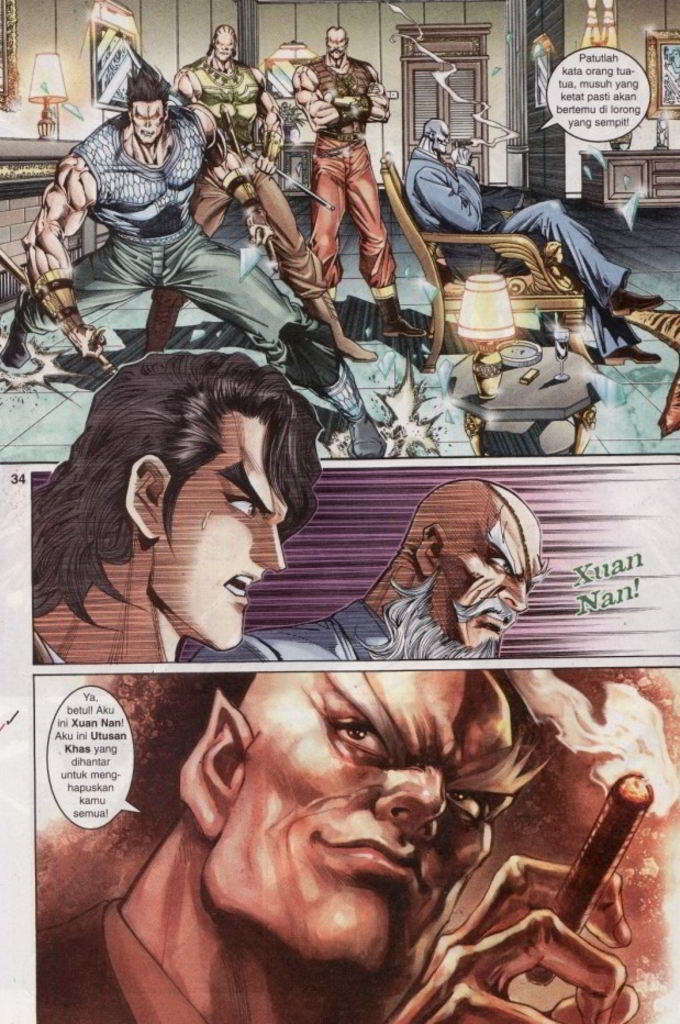 Patutlah
kata orang tua-
tua, musuh yang
ketat pasti akan
bertemu di lorong
yang sempit!
34
Xuan
Nan!
Ya,
betul! Aku
ini Xuan Nan!
Aku ini Utusan
Khas yang
dihantar
untuk meng-
hapuskan
kamu
semua!